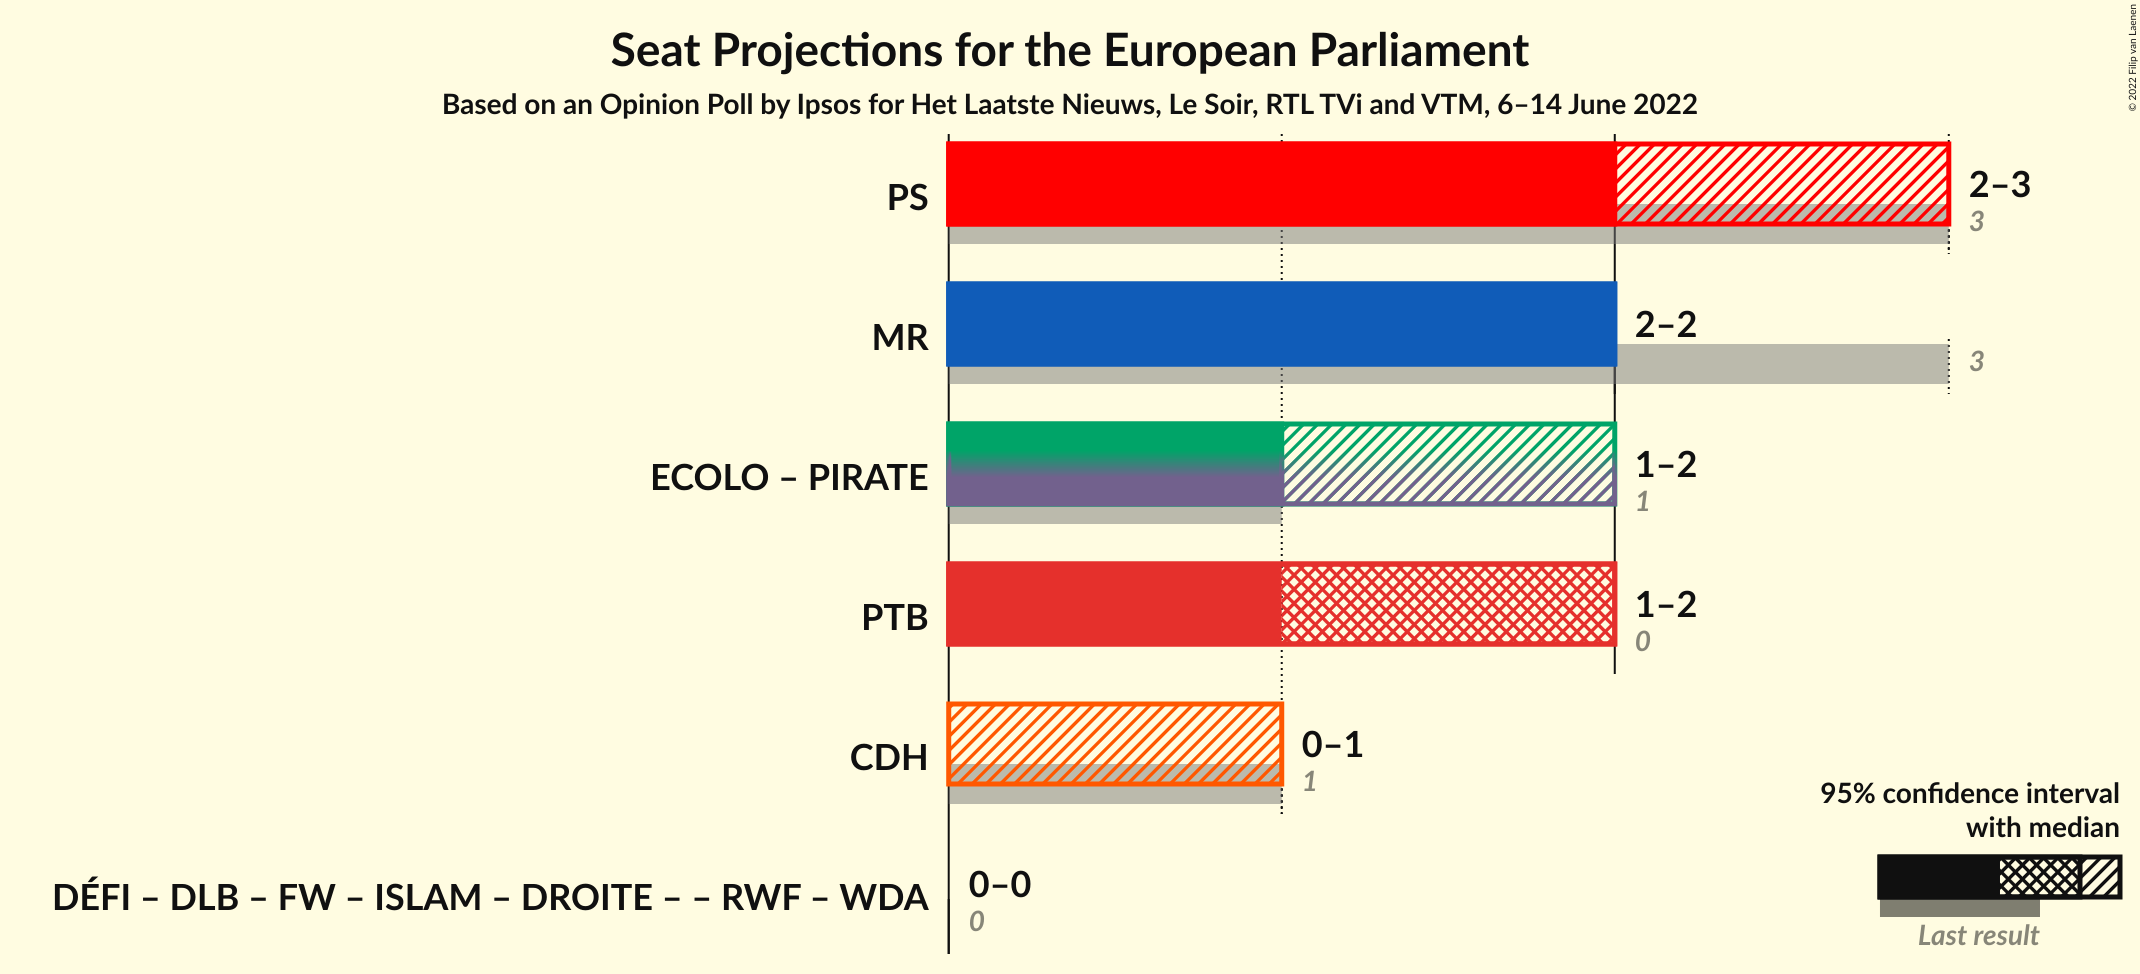 Seat Projections for the European Parliament
Based on an Opinion Poll by Ipsos for Het Laatste Nieuws, Le Soir, RTL TVi and VTM, 6–14 June 2022
© 2022 Filip van Laenen
PS
2–3
3
MR
2–2
3
ECOLO – PIRATE
1–2
1
PTB
1–2
0
CDH
0–1
1
DÉFI – DLB – FW – ISLAM – DROITE – – RWF – WDA
0–0
0
95% confidence interval
with median
Last result